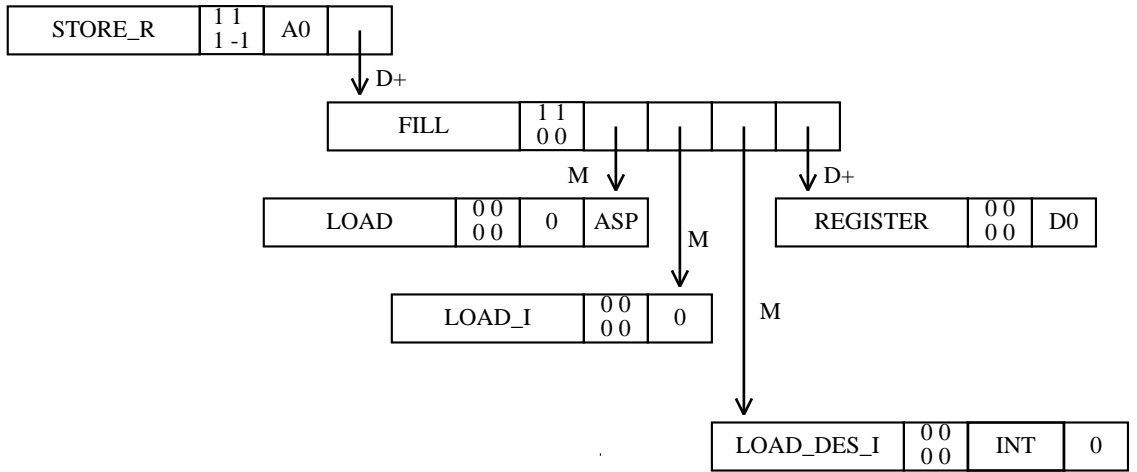 STORE_R 1 1 A0
1 -1
D+
FILL 1 1
0 0
M D+
LOAD 0 0 0 ASP REGISTER 0 0 D0
0 0 0 0
M
LOAD_I 0 0 0 M
0 0
LOAD_DES_I 0 0 INT 0
0 0